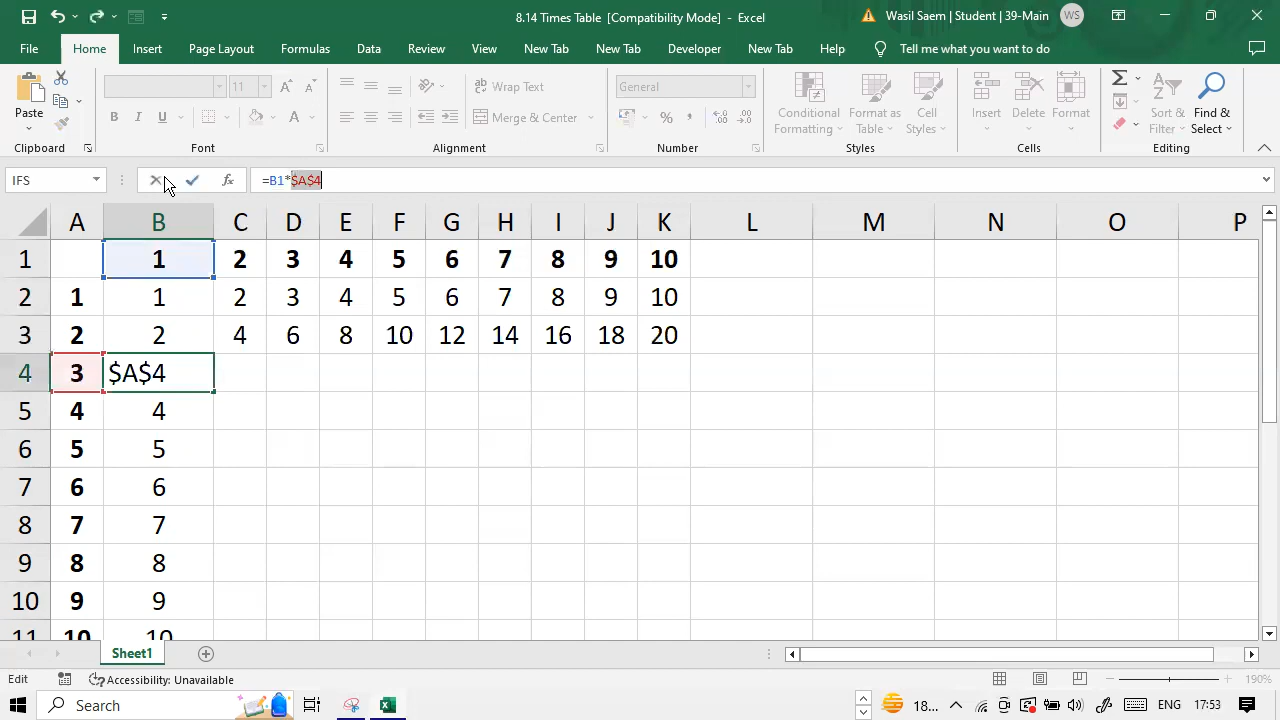 8.14 Times Table [Compatibility Mode] - Excel
Wasil Saem | Student | 39-Main WS
File Home Insert Page Layout Formulas Data Review View New Tab New Tab Developer New Tab Help Tell me what you want to do
11 Wrap Text General
Paste B I U A Merge & Center % , Conditional Formatting Format as Table Cell Styles Insert Delete Format Sort & Filter Find & Select
Clipboard Font Alignment Number Styles Cells Editing
IFS fx =B1*$A$4
A B C D E F G H I J K L M N O P
1 1 2 3 4 5 6 7 8 9 10
2 1 1 2 3 4 5 6 7 8 9 10
3 2 2 4 6 8 10 12 14 16 18 20
4 3 $A$4
5 4 4
6 5 5
7 6 6
8 7 7
9 8 8
10 9 9
11 10 10
Sheet1
Edit Accessibility: Unavailable 190%
Search 18... ENG 17:53